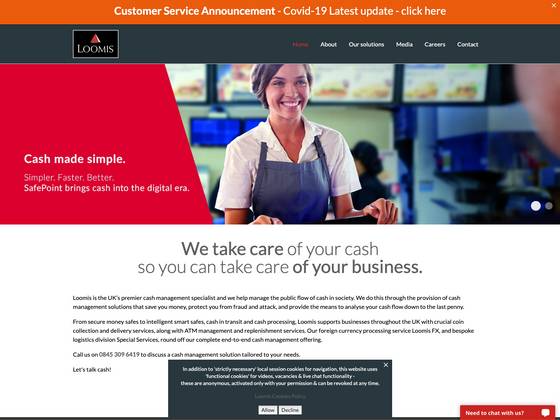 Customer Service Announcement - Covid-19 Latest update - click here
LOOMIS
Home About Our solutions Media Careers Contact
Cash made simple.
Simpler. Faster. Better.
SafePoint brings cash into the digital era.
We take care of your cash
so you can take care of your business.
Loomis is the UK's premier cash management specialist and we help manage the public flow of cash in society. We do this through the provision of cash
management solutions that save you money, protect you from fraud and attack, and provide the means to analyse your cash flow down to the last penny.
From secure money safes to intelligent smart safes, cash in transit and cash processing, Loomis supports businesses throughout the UK with crucial coin
collection and delivery services, along with ATM management and replenishment services. Our foreign currency processing service Loomis FX, and bespoke
logistics division Special Services, round off our complete end-to-end cash management offering.
Call us on 0845 309 6419 to discuss a cash management solution tailored to your needs.
Let's talk cash!
In addition to 'strictly necessary' local session cookies for navigation, this website uses
'functional cookies' for videos, vacancies & live chat functionality -
these are anonymous, activated only with your permission & can be revoked at any time.
Loomis Cookies Policy
Allow Decline
Need to chat with us?